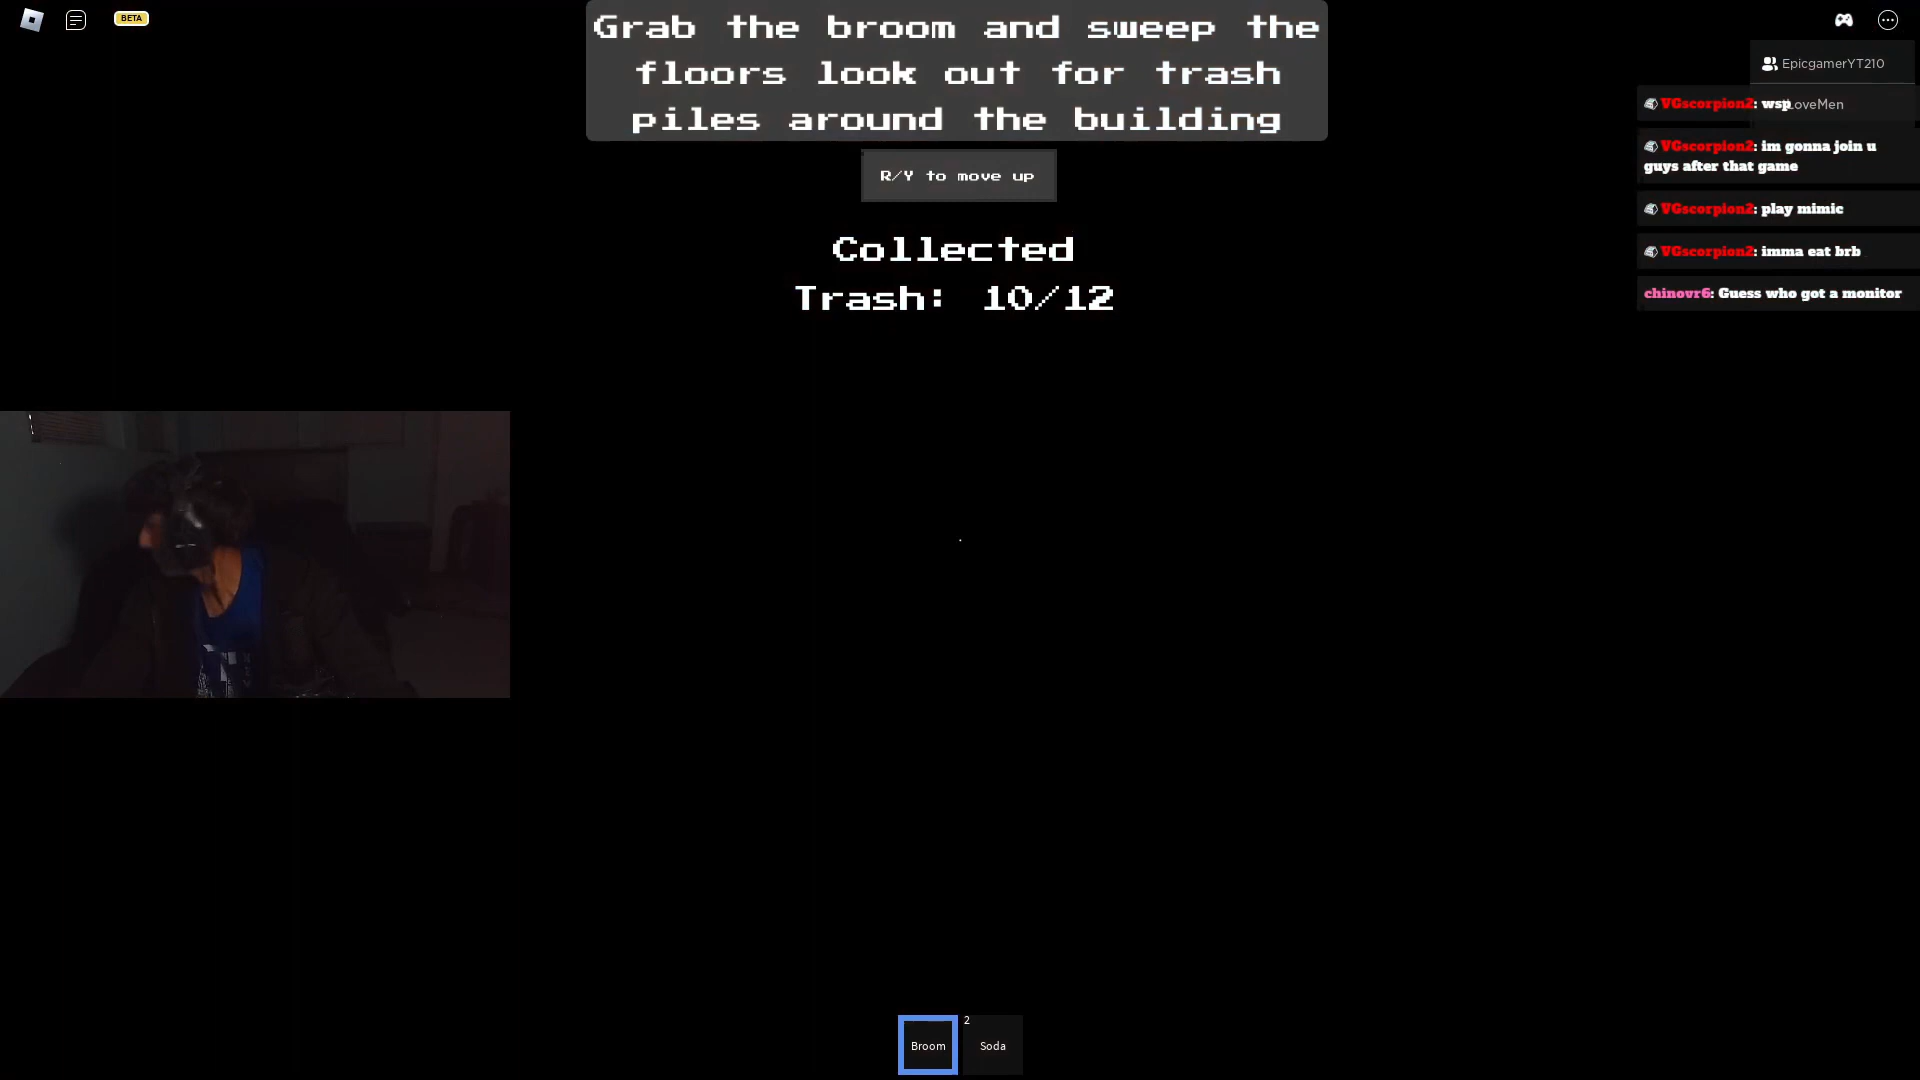 BETA
Grab the broom and sweep the
floors look out for trash
piles around the building
R/Y to move up
Collected
Trash: 10/12
EpicgamerYT210
LoveMen
VGscorpion2: wsp
VGscorpion2: im gonna join u
guys after that game
VGscorpion2: play mimic
VGscorpion2: imma eat brb
chinovr6: Guess who got a monitor
Broom
2
Soda